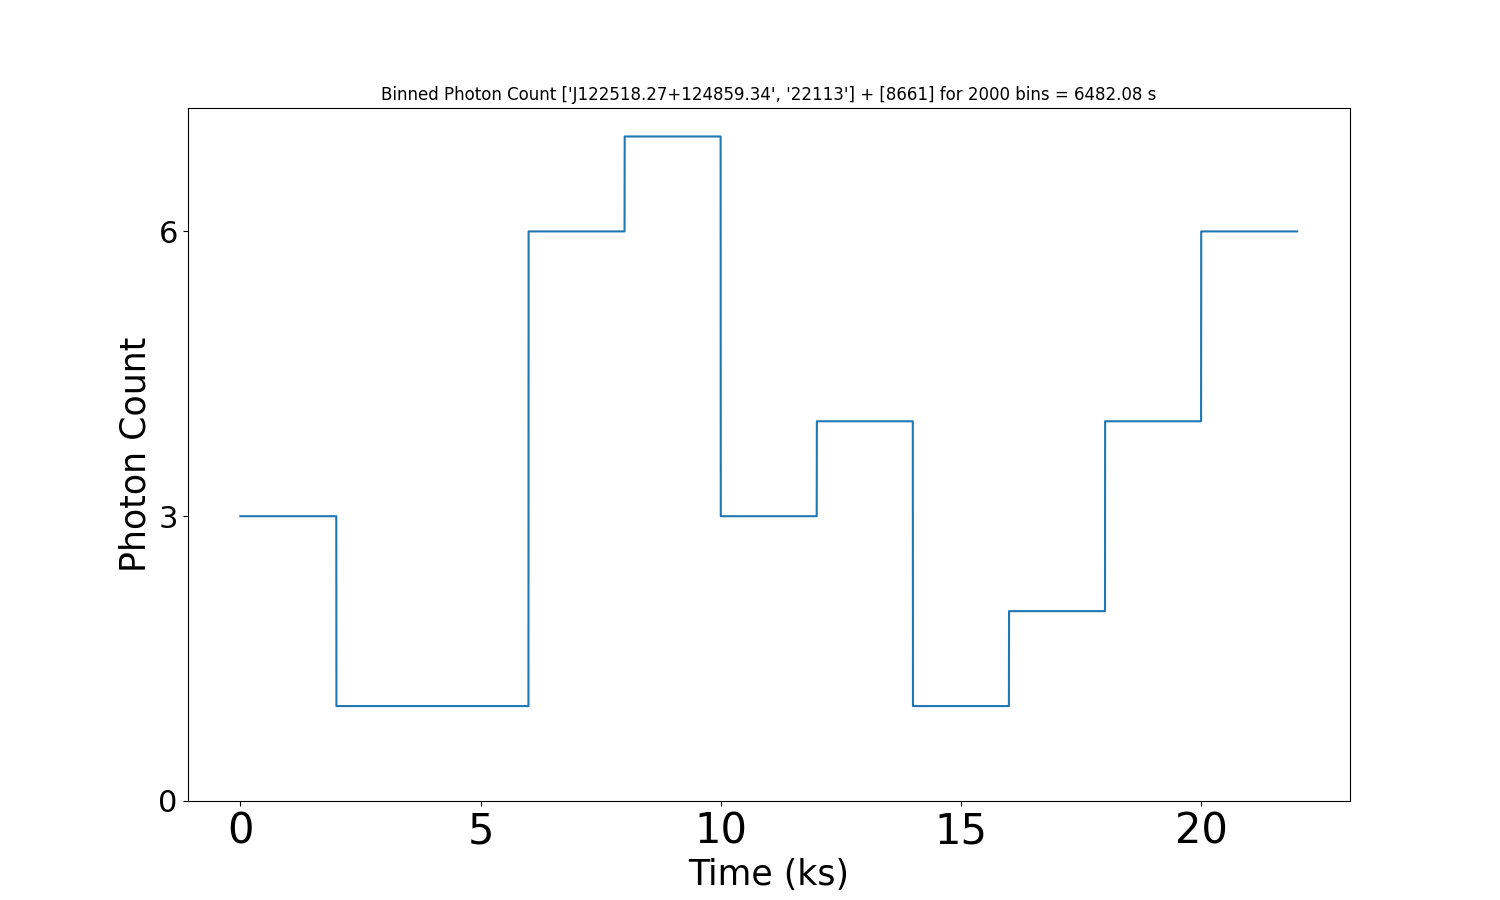 Binned Photon Count ['J122518.27+124859.34', '22113'] + [8661] for 2000 bins = 6482.08 s
Photon Count
6
3
0
0 5 10 15 20
Time (ks)